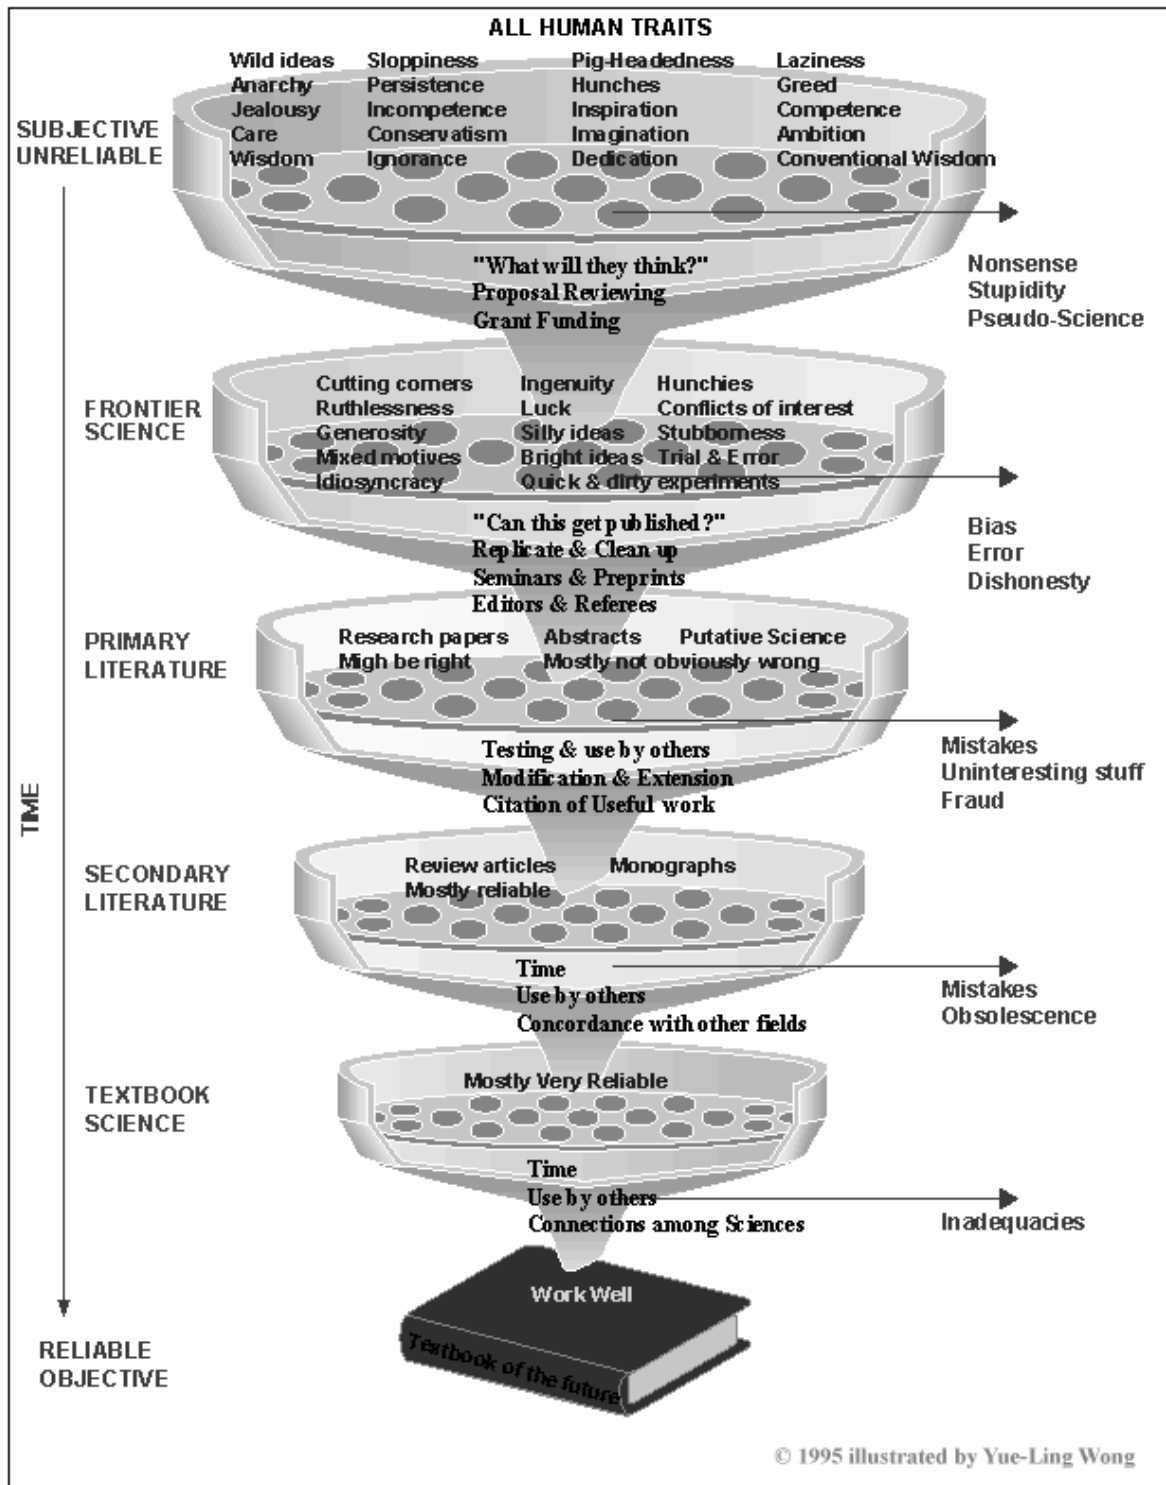 ALL HUMAN TRAITS
Wild ideas Sloppiness Pig-Headedness Laziness
Anarchy Persistence Hunches Greed
Jealousy Incompetence Inspiration Competence
Care Conservatism Imagination Ambition
Wisdom Ignorance Dedication Conventional Wisdom
SUBJECTIVE
UNRELIABLE
"What will they think?"
Proposal Reviewing
Grant Funding
Nonsense
Stupidity
Pseudo-Science
FRONTIER
SCIENCE
Cutting corners Ingenuity Hunchies
Ruthlessness Luck Conflicts of interest
Generosity Silly ideas Stubborness
Mixed motives Bright ideas Trial & Error
Idiosyncracy Quick & dirty experiments
"Can this get published?"
Replicate & Clean up
Seminars & Preprints
Editors & Referees
Bias
Error
Dishonesty
PRIMARY
LITERATURE
Research papers Abstracts Putative Science
Migh be right Mostly not obviously wrong
Testing & use by others
Modification & Extension
Citation of Useful work
Mistakes
Uninteresting stuff
Fraud
TIME
SECONDARY
LITERATURE
Review articles Monographs
Mostly reliable
Time
Use by others
Concordance with other fields
Mistakes
Obsolescence
TEXTBOOK
SCIENCE
Mostly Very Reliable
Time
Use by others
Connections among Sciences
Inadequacies
Work Well
Textbook of the future
RELIABLE
OBJECTIVE
© 1995 illustrated by Yue-Ling Wong